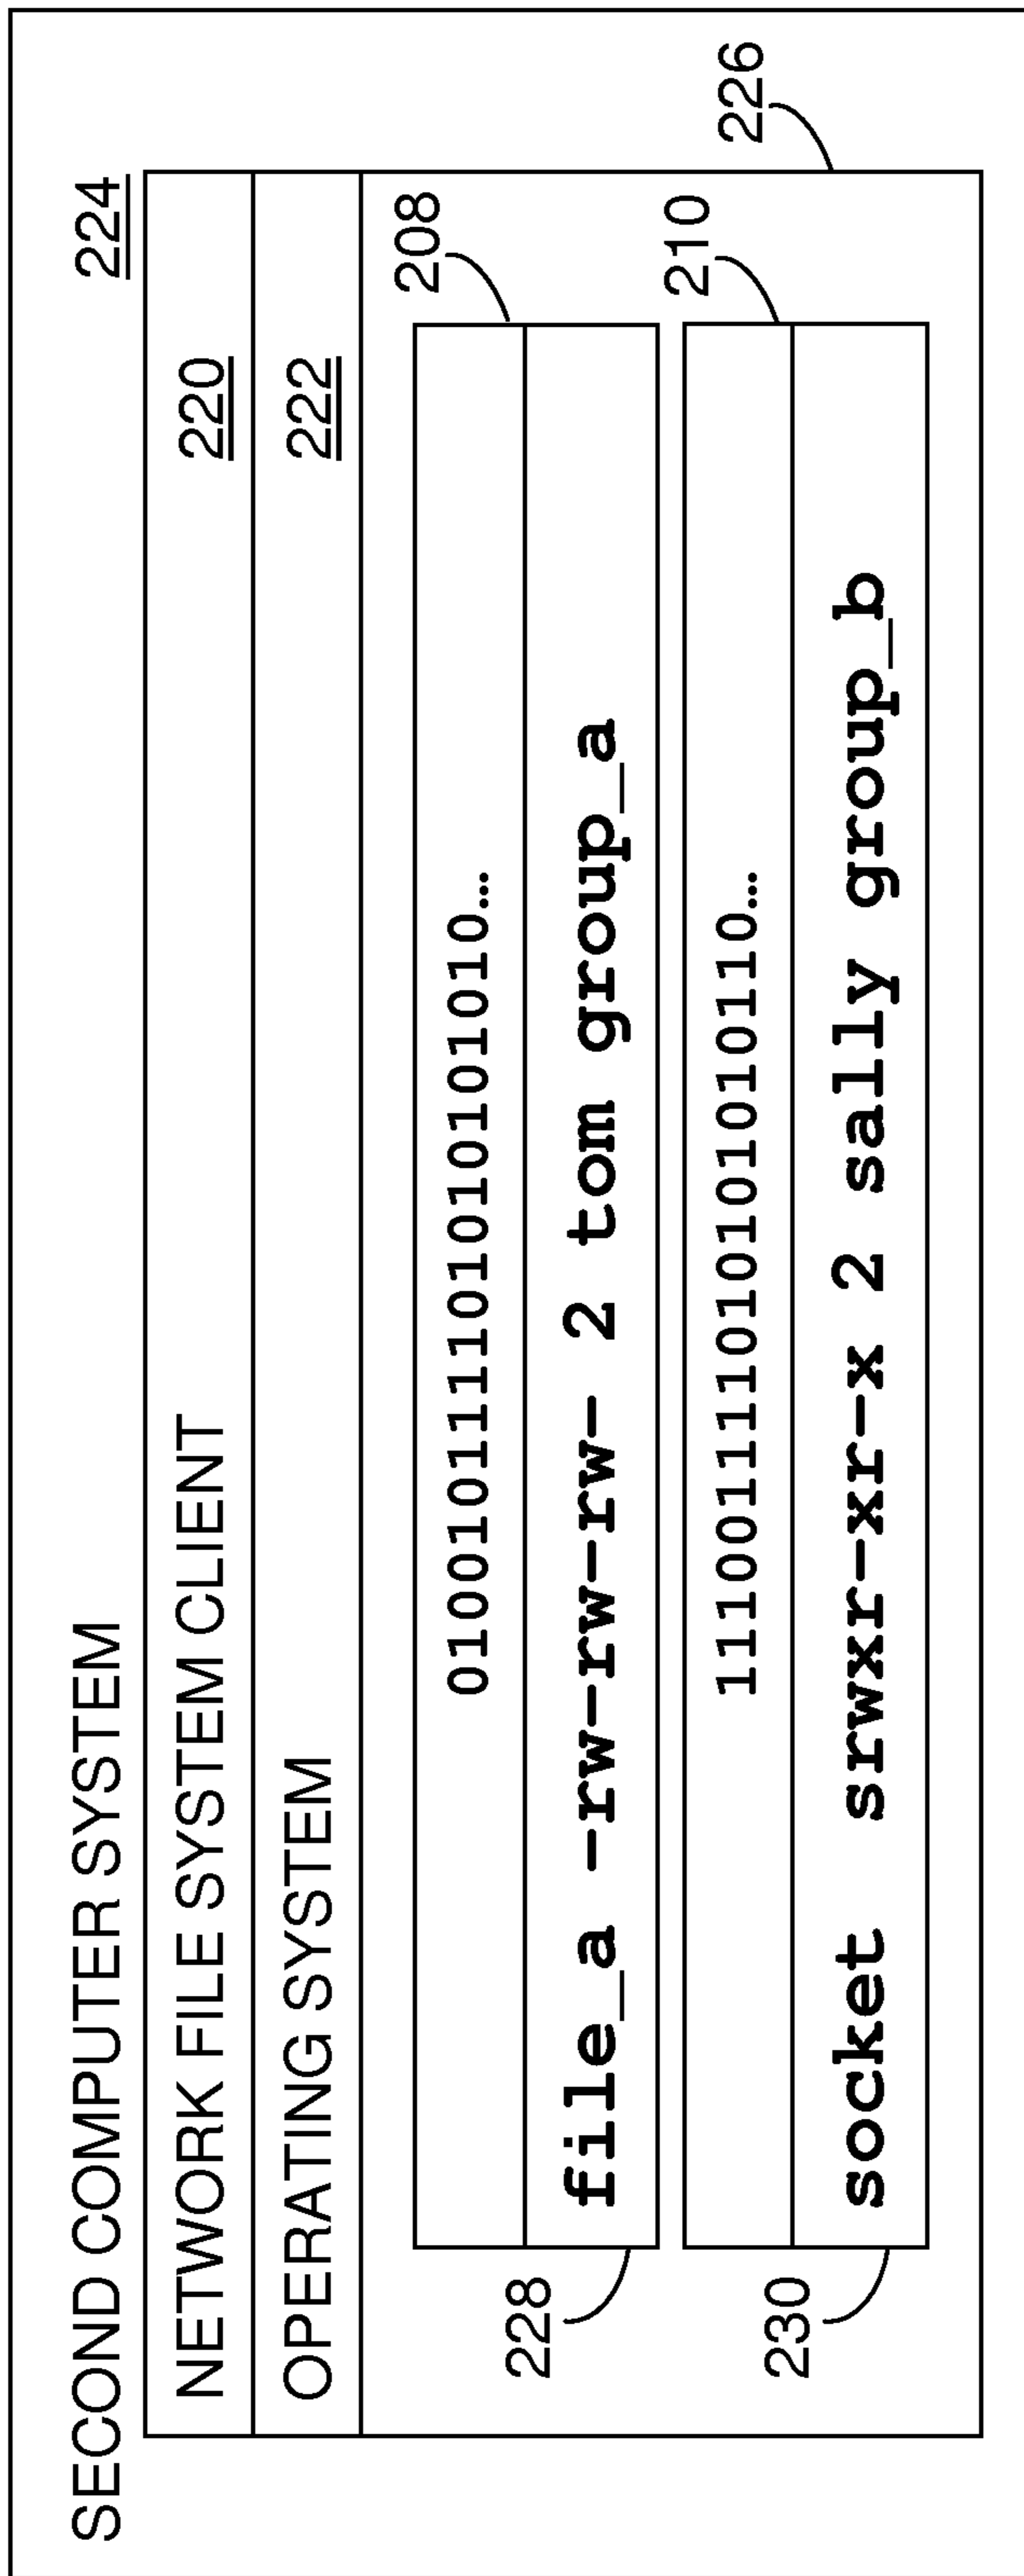 SECOND COMPUTER SYSTEM 224
NETWORK FILE SYSTEM CLIENT 220
OPERATING SYSTEM 222
010010111101010101010...
208
228
file_a -rw-rw-rw- 2 tom group_a
111001111010101010110...
210
230
socket srwxr-xr-x 2 sally group_b
226